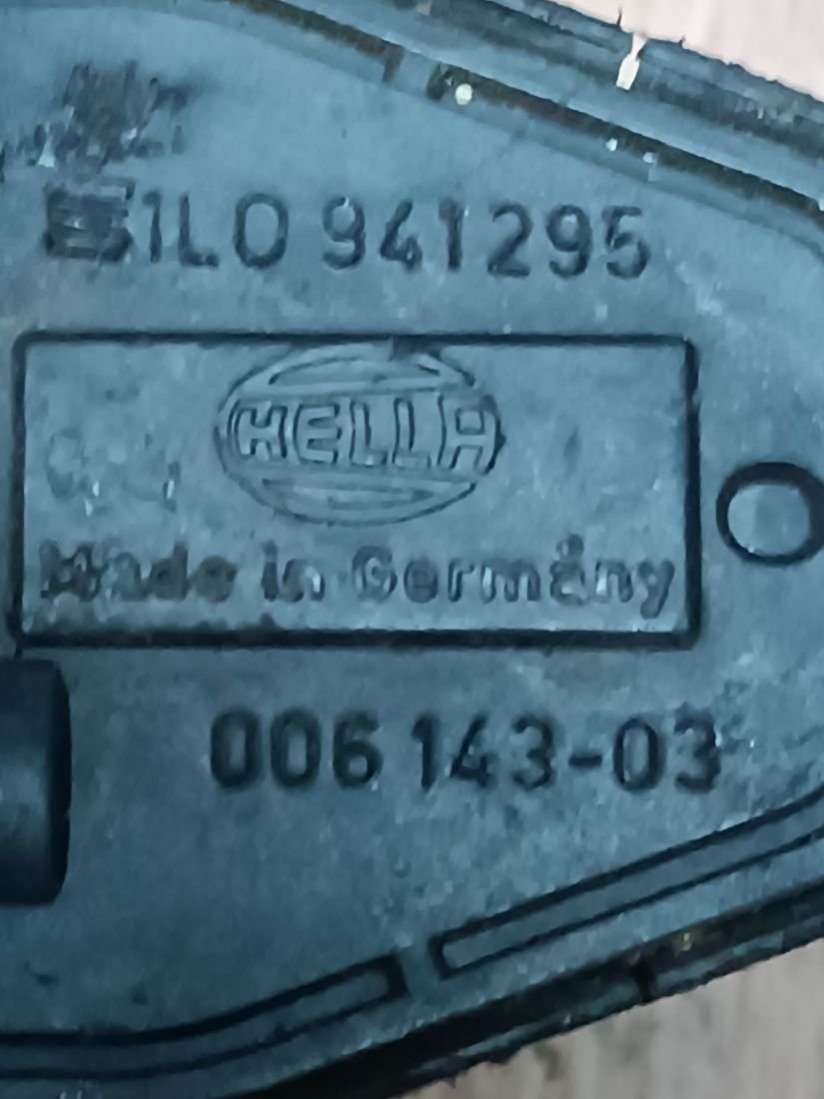 1L0 941295
HELLA
Made in Germany
006 143-03